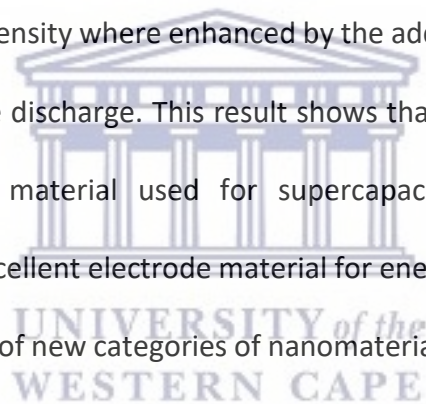 ensity where enhanced by the add
discharge. This result shows tha
material used for supercapac
cellent electrode material for ene
UNIVERSITY of the
of new categories of nanomateria
WESTERN CAPE